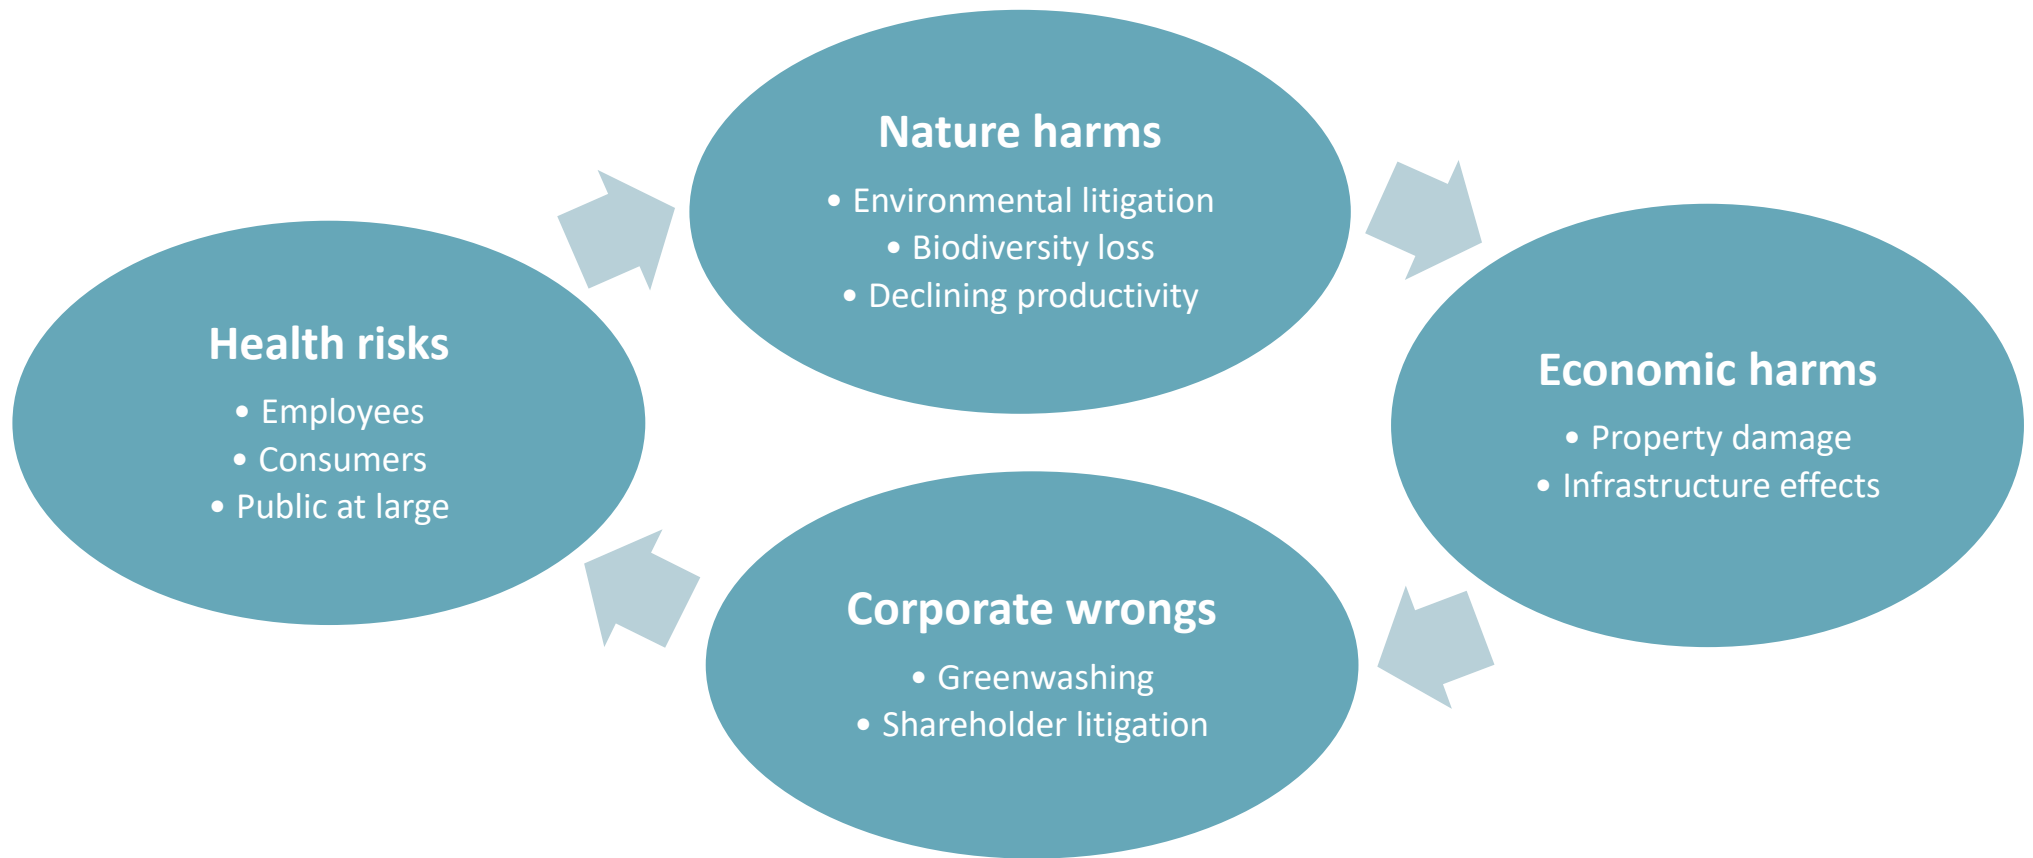 Nature harms
• Environmental litigation
• Biodiversity loss
• Declining productivity
Health risks
• Employees
• Consumers
• Public at large
Economic harms
• Property damage
• Infrastructure effects
Corporate wrongs
• Greenwashing
• Shareholder litigation